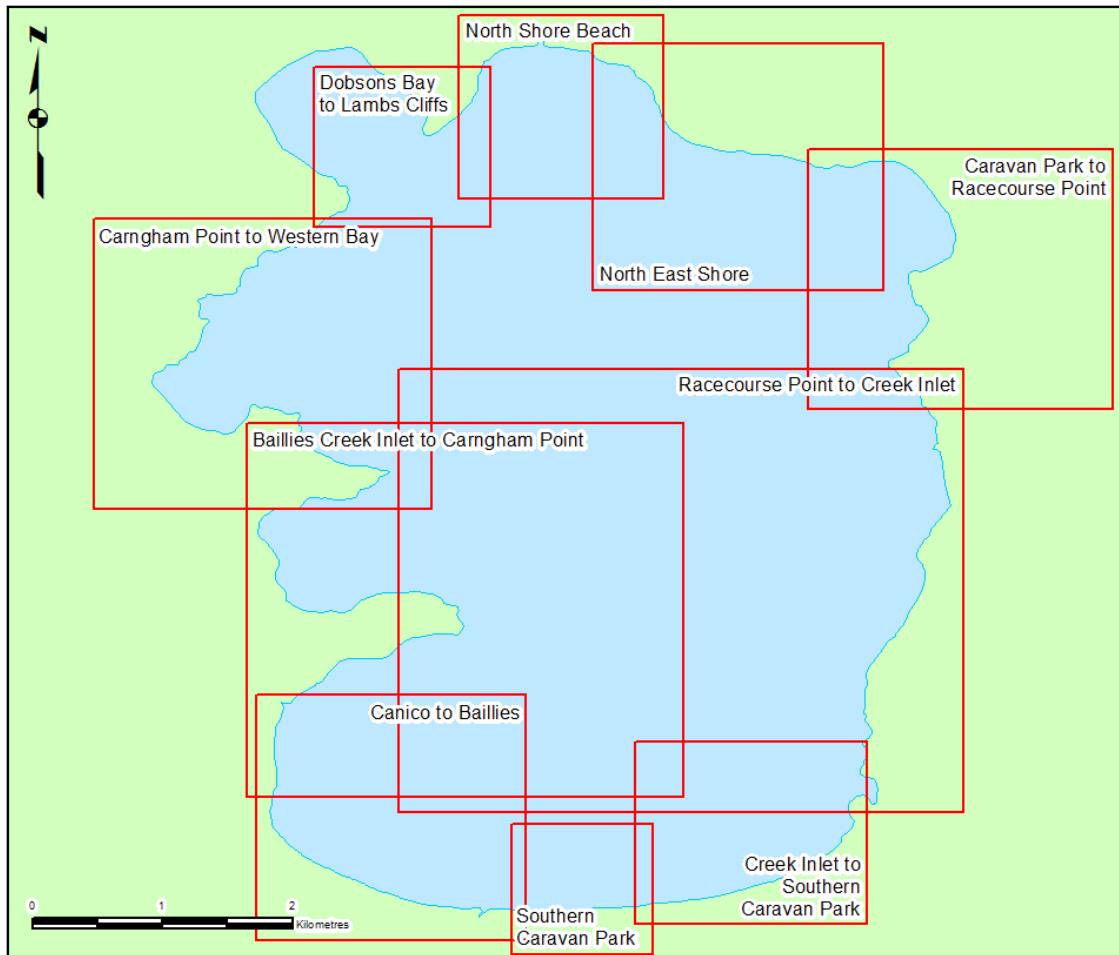 N
North Shore Beach
Dobsons Bay
to Lambs Cliffs
Caravan Park to
Racecourse Point
Carngham Point to Western Bay
North East Shore
Racecourse Point to Creek Inlet
Baillies Creek Inlet to Carngham Point
Canico to Baillies
Creek Inlet to
Southern
Caravan Park
Southern
Caravan Park
0 1 2
Kilometres